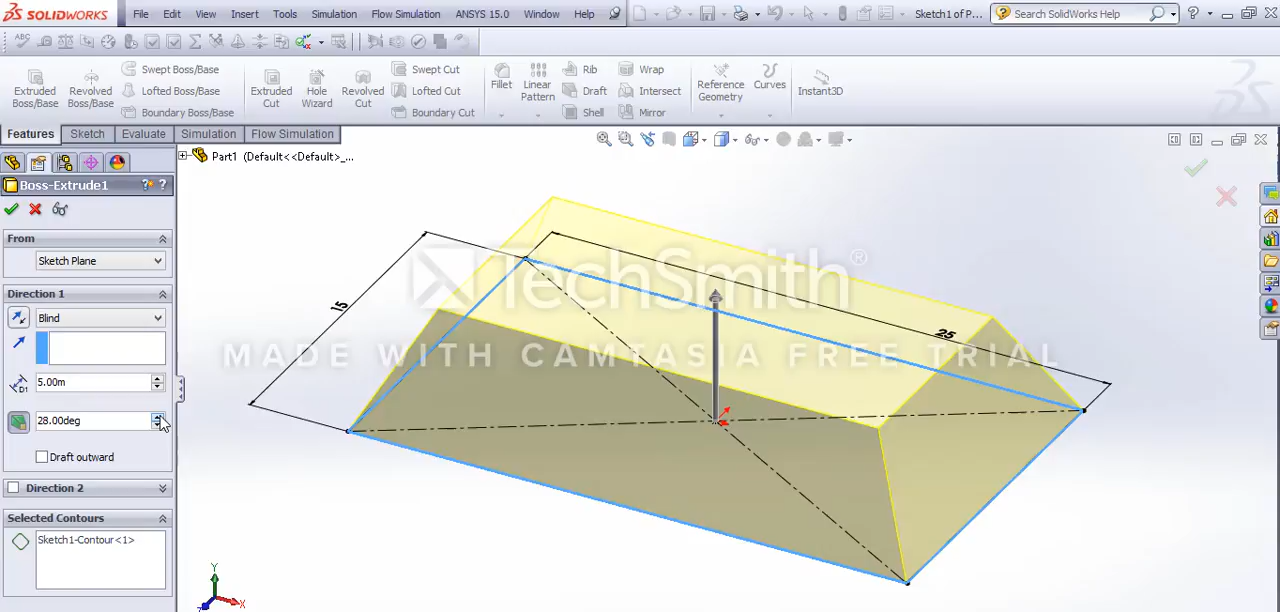 SOLIDWORKS File Edit View Insert Tools Simulation Flow Simulation ANSYS 15.0 Window Help Sketch1 of P... Search SolidWorks Help
Extruded Boss/Base
Revolved Boss/Base
Swept Boss/Base
Lofted Boss/Base
Boundary Boss/Base
Extruded Cut
Hole Wizard
Revolved Cut
Swept Cut
Lofted Cut
Boundary Cut
Fillet
Linear Pattern
Rib
Draft
Shell
Wrap
Intersect
Mirror
Reference Geometry
Curves
Instant3D
Features Sketch Evaluate Simulation Flow Simulation
Part1 (Default<<Default>_...
Boss-Extrude1
From
Sketch Plane
Direction 1
Blind
D1
5.00m
28.00deg
Draft outward
Direction 2
Selected Contours
Sketch1-Contour<1>
15
25
TechSmith®
MADE WITH CAMTASIA FREE TRIAL
Y
X
Z